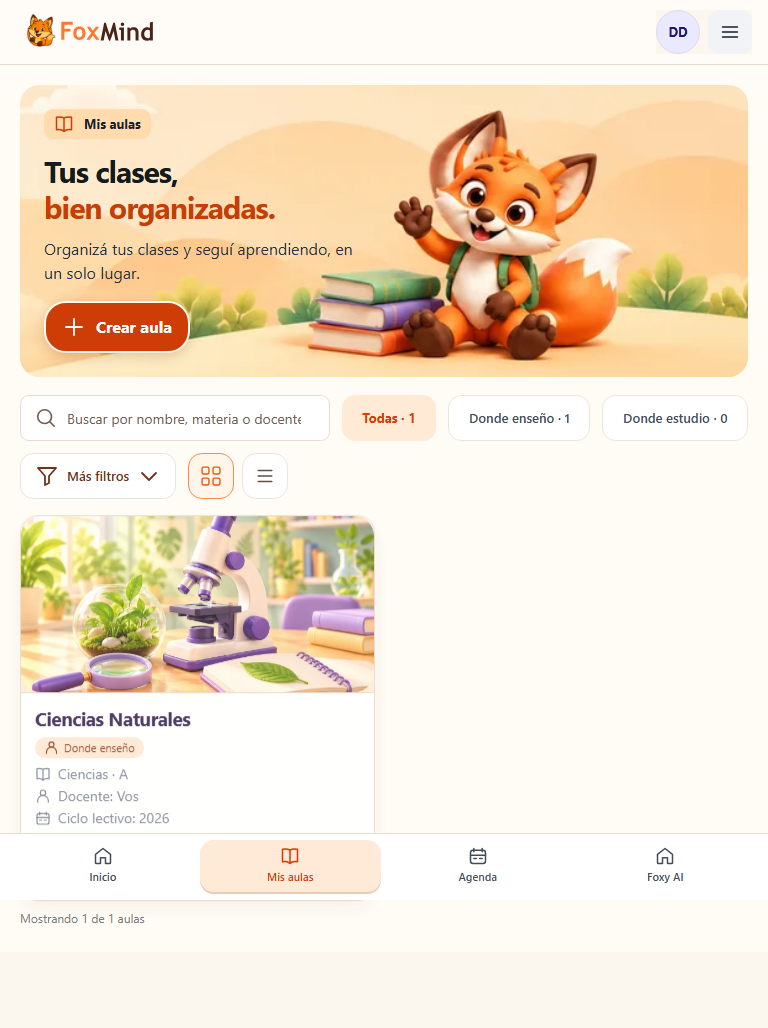 FoxMind
DD
Mis aulas
Tus clases,
bien organizadas.
Organizá tus clases y seguí aprendiendo, en
un solo lugar.
Crear aula
Buscar por nombre, materia o docente
Todas · 1
Donde enseño · 1
Donde estudio · 0
Más filtros
Ciencias Naturales
Donde enseño
Ciencias · A
Docente: Vos
Ciclo lectivo: 2026
Inicio
Mis aulas
Agenda
Foxy AI
Mostrando 1 de 1 aulas